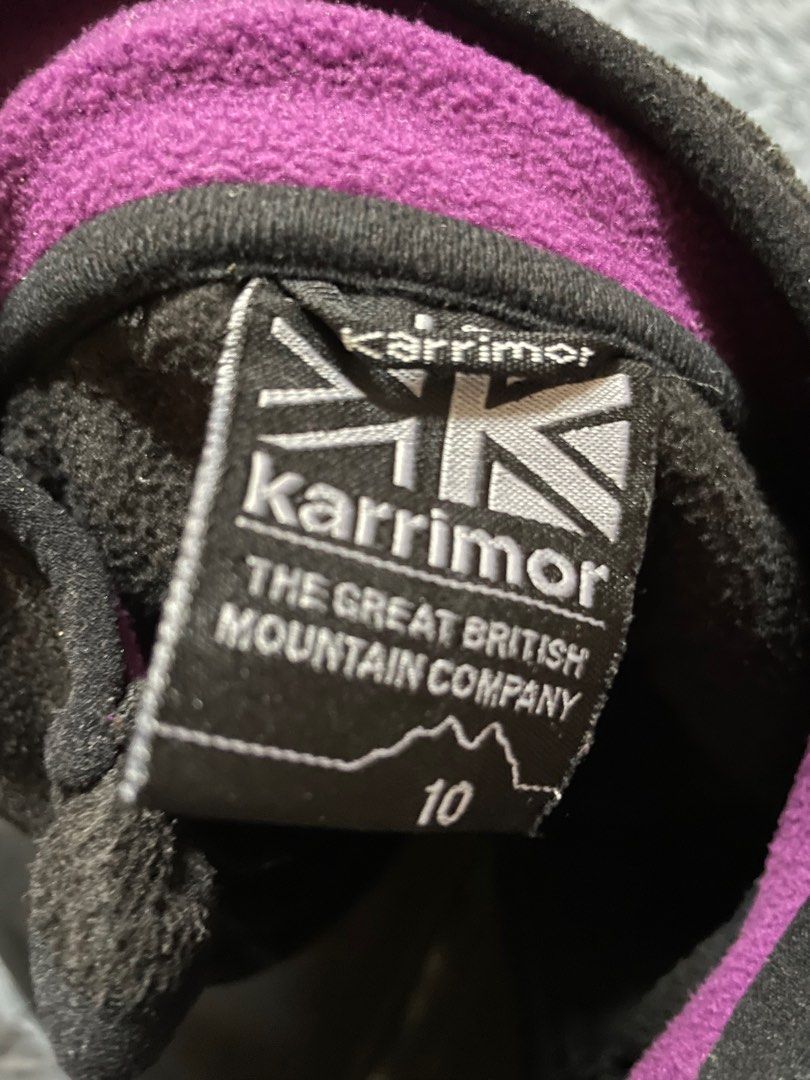 karrimor
karrimor
THE GREAT BRITISH
MOUNTAIN COMPANY
10